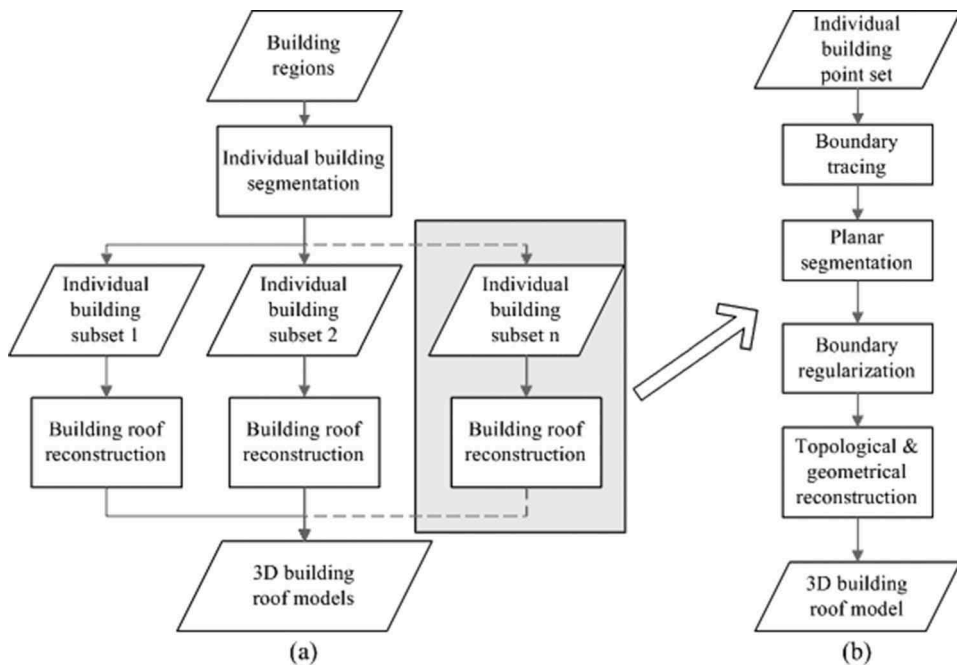 Building
regions
Individual building
segmentation
Individual
building
subset 1
Individual
building
subset 2
Individual
building
subset n
Building roof
reconstruction
Building roof
reconstruction
Building roof
reconstruction
3D building
roof models
(a)
Individual
building
point set
Boundary
tracing
Planar
segmentation
Boundary
regularization
Topological &
geometrical
reconstruction
3D building
roof model
(b)